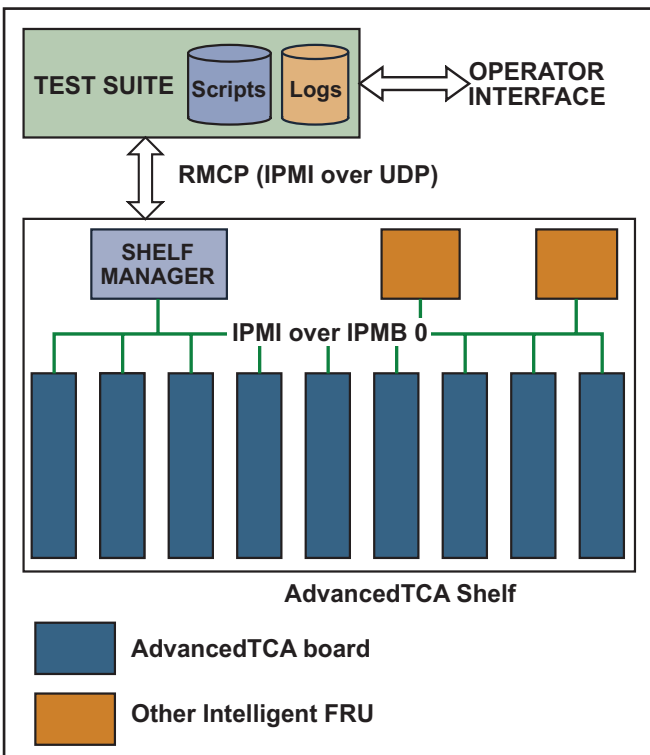 TEST SUITE
Scripts
Logs
OPERATOR
INTERFACE
RMCP (IPMI over UDP)
SHELF
MANAGER
IPMI over IPMB 0
AdvancedTCA Shelf
AdvancedTCA board
Other Intelligent FRU